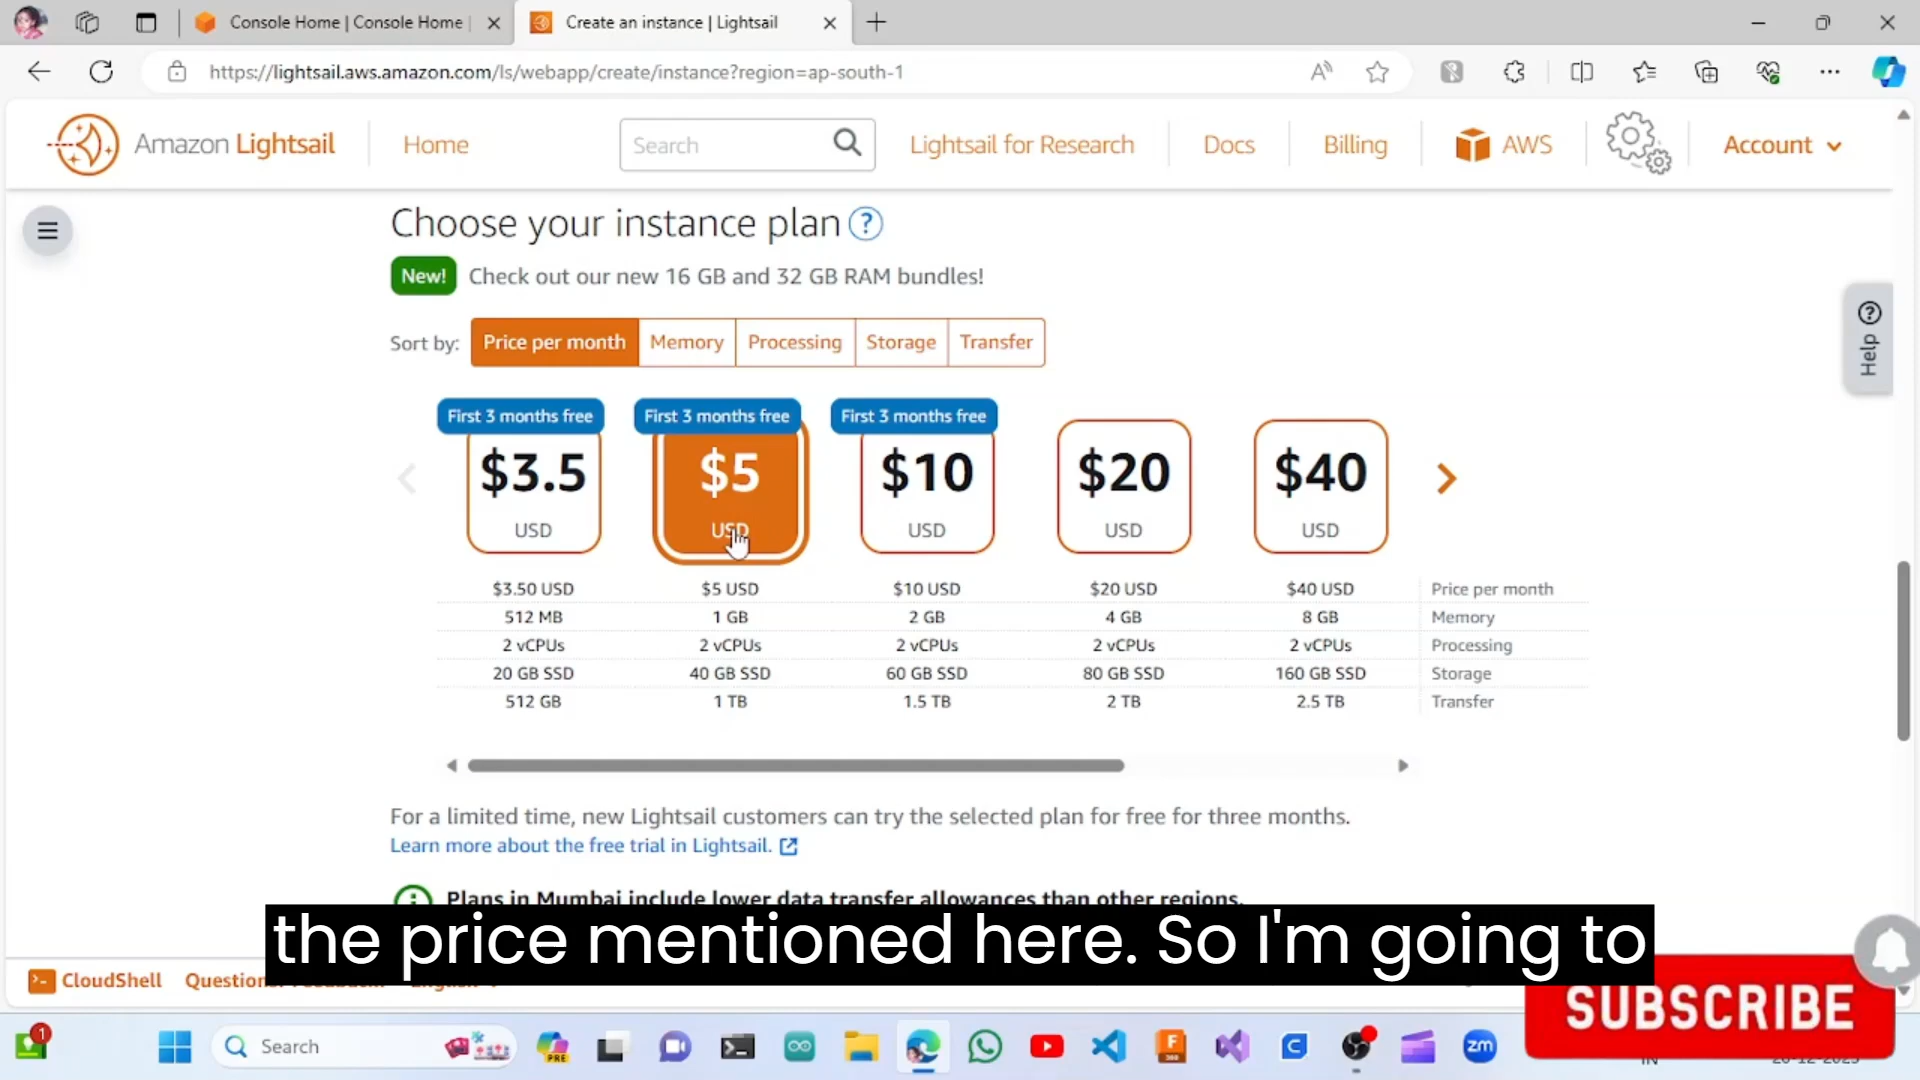 Console Home | Console Home |
Create an instance | Lightsail
https://lightsail.aws.amazon.com/ls/webapp/create/instance?region=ap-south-1
Amazon Lightsail
Home
Search
Lightsail for Research
Docs
Billing
AWS
Account
Choose your instance plan ?
New! Check out our new 16 GB and 32 GB RAM bundles!
Sort by: Price per month Memory Processing Storage Transfer
Help
First 3 months free First 3 months free First 3 months free
$3.5 $5 $10 $20 $40
USD USD USD USD USD
$3.50 USD $5 USD $10 USD $20 USD $40 USD Price per month
512 MB 1 GB 2 GB 4 GB 8 GB Memory
2 vCPUs 2 vCPUs 2 vCPUs 2 vCPUs 2 vCPUs Processing
20 GB SSD 40 GB SSD 60 GB SSD 80 GB SSD 160 GB SSD Storage
512 GB 1 TB 1.5 TB 2 TB 2.5 TB Transfer
For a limited time, new Lightsail customers can try the selected plan for free for three months.
Learn more about the free trial in Lightsail.
Plans in Mumbai include lower data transfer allowances than other regions.
the price mentioned here. So I'm going to
CloudShell
SUBSCRIBE
1
Search
PRE
zm
IN